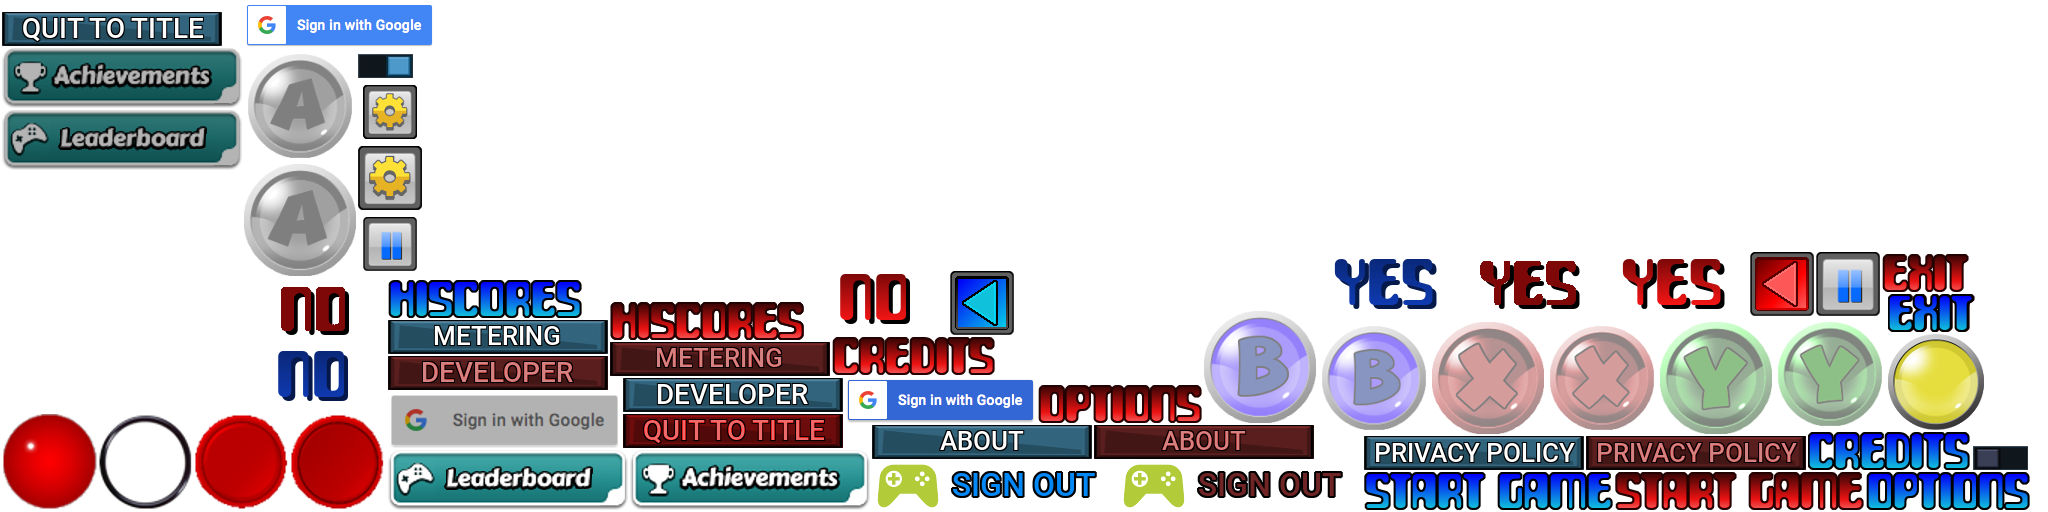 QUIT TO TITLE
Sign in with Google
Achievements
A
Leaderboard
A
YES
YES
YES
EXIT
NO
HISCORES
NO
EXIT
HISCORES
METERING
METERING
CREDITS
NO
DEVELOPER
B
B
X
X
Y
Y
DEVELOPER
Sign in with Google
OPTIONS
Sign in with Google
QUIT TO TITLE
ABOUT
ABOUT
PRIVACY POLICY
PRIVACY POLICY
CREDITS
Leaderboard
Achievements
SIGN OUT
SIGN OUT
START GAME
START GAME
OPTIONS